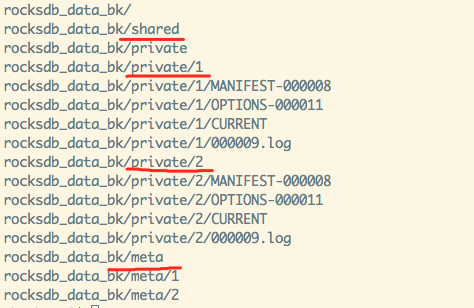 rocksdb_data_bk/
rocksdb_data_bk/shared
rocksdb_data_bk/private
rocksdb_data_bk/private/1
rocksdb_data_bk/private/1/MANIFEST-000008
rocksdb_data_bk/private/1/OPTIONS-000011
rocksdb_data_bk/private/1/CURRENT
rocksdb_data_bk/private/1/000009.log
rocksdb_data_bk/private/2
rocksdb_data_bk/private/2/MANIFEST-000008
rocksdb_data_bk/private/2/OPTIONS-000011
rocksdb_data_bk/private/2/CURRENT
rocksdb_data_bk/private/2/000009.log
rocksdb_data_bk/meta
rocksdb_data_bk/meta/1
rocksdb_data_bk/meta/2